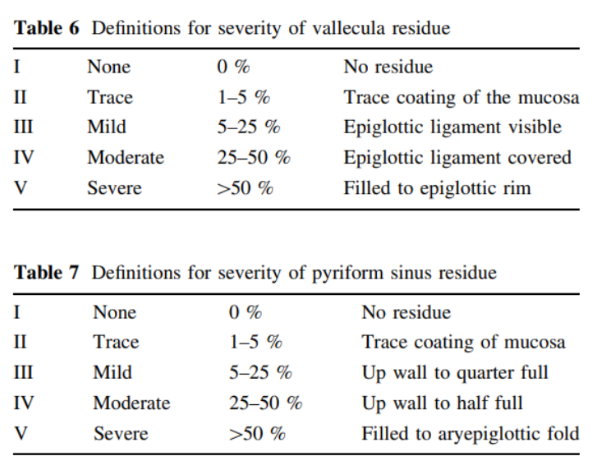 Table 6 Definitions for severity of vallecula residue
I None 0 % No residue
II Trace 1–5 % Trace coating of the mucosa
III Mild 5–25 % Epiglottic ligament visible
IV Moderate 25–50 % Epiglottic ligament covered
V Severe >50 % Filled to epiglottic rim
Table 7 Definitions for severity of pyriform sinus residue
I None 0 % No residue
II Trace 1–5 % Trace coating of mucosa
III Mild 5–25 % Up wall to quarter full
IV Moderate 25–50 % Up wall to half full
V Severe >50 % Filled to aryepiglottic fold